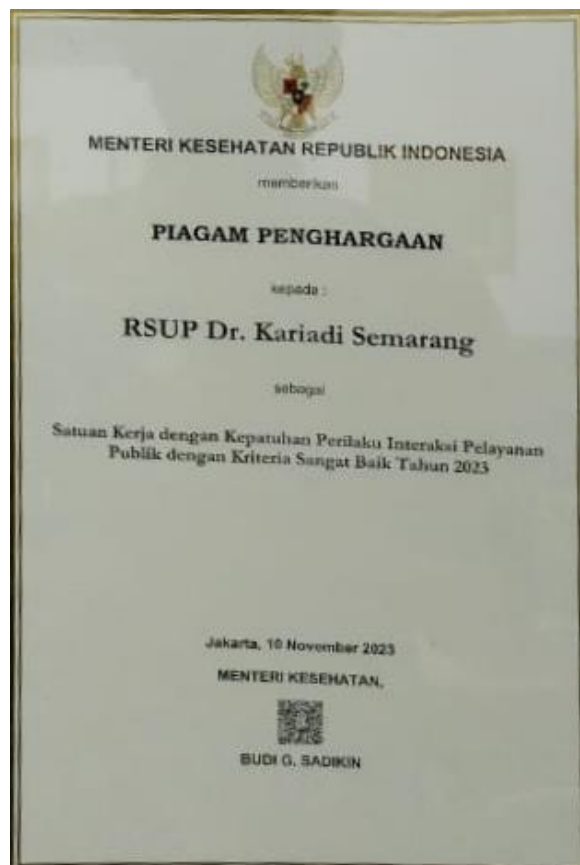 MENTERI KESEHATAN REPUBLIK INDONESIA
memberikan
PIAGAM PENGHARGAAN
kepada :
RSUP Dr. Kariadi Semarang
sebagai
Satuan Kerja dengan Kepatuhan Perilaku Interaksi Pelayanan
Publik dengan Kriteria Sangat Baik Tahun 2023
Jakarta, 10 November 2023
MENTERI KESEHATAN,
BUDI G. SADIKIN